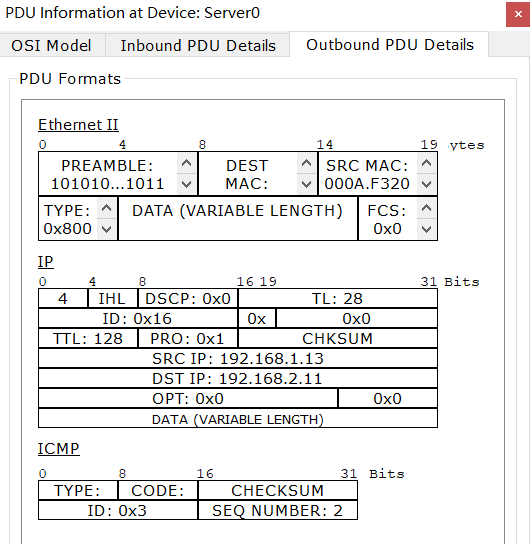 PDU Information at Device: Server0 ×
OSI Model Inbound PDU Details Outbound PDU Details
PDU Formats
Ethernet II
0 4 8 14 19 ytes
PREAMBLE: 101010...1011 DEST MAC: SRC MAC: 000A.F320
TYPE: 0x800 DATA (VARIABLE LENGTH) FCS: 0x0
IP
0 4 8 16 19 31 Bits
4 IHL DSCP: 0x0 TL: 28
ID: 0x16 0x 0x0
TTL: 128 PRO: 0x1 CHKSUM
SRC IP: 192.168.1.13
DST IP: 192.168.2.11
OPT: 0x0 0x0
DATA (VARIABLE LENGTH)
ICMP
0 8 16 31 Bits
TYPE: CODE: CHECKSUM
ID: 0x3 SEQ NUMBER: 2